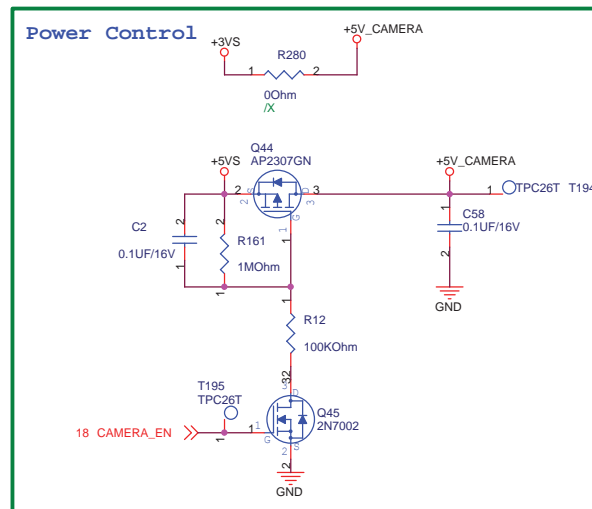 Power Control
+3VS
+5V_CAMERA
R280
1
2
0Ohm
/X
Q44
AP2307GN
+5VS
+5V_CAMERA
2
2
S
D
3
3
1
TPC26T T194
G
1
1
C2
0.1UF/16V
2
1
2
R161
1MOhm
1
1
C58
0.1UF/16V
2
GND
1
R12
100KOhm
2
3
3
D
T195
TPC26T
Q45
2N7002
18 CAMERA_EN
1
1
1
G
S
2
2
GND